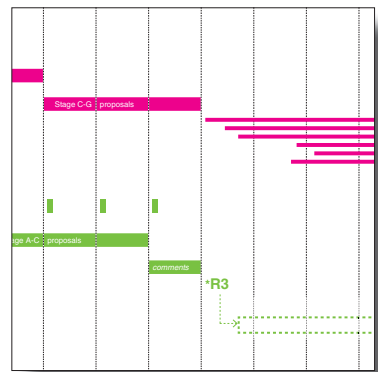 Stage C-G proposals
ge A-C proposals
comments
*R3